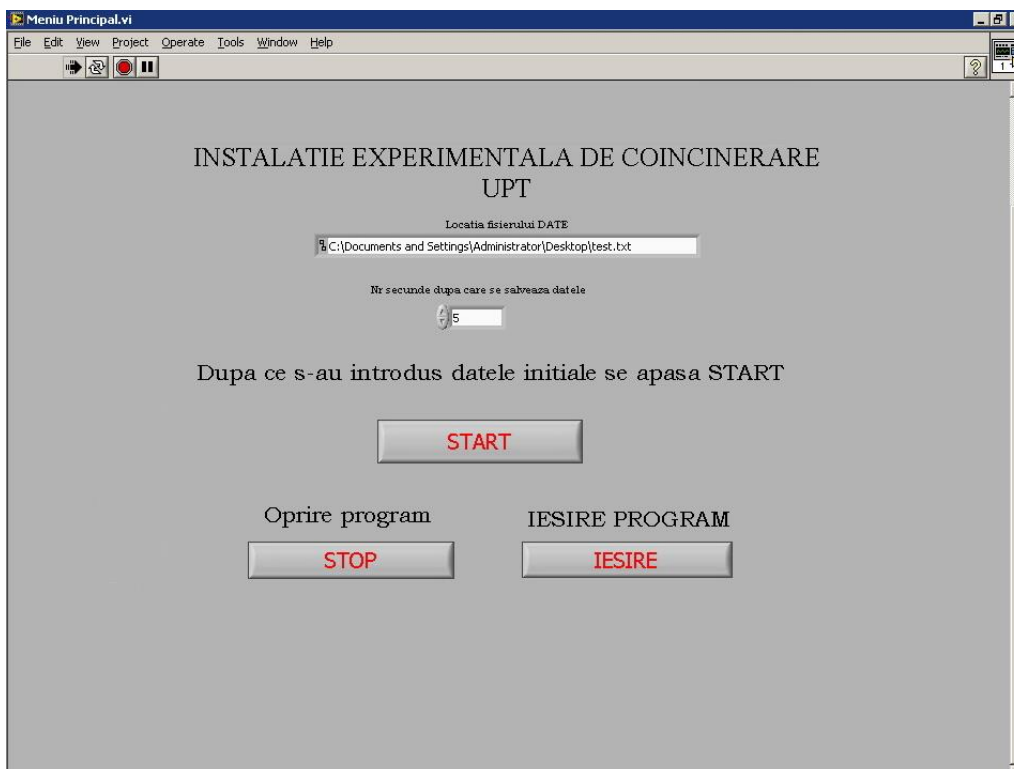 Meniu Principal.vi
File Edit View Project Operate Tools Window Help
1
INSTALATIE EXPERIMENTALA DE COINCINERARE
UPT
Locatia fisierului DATE
C:\Documents and Settings\Administrator\Desktop\test.txt
Nr secunde dupa care se salveaza datele
5
Dupa ce s-au introdus datele initiale se apasa START
START
Oprire program IESIRE PROGRAM
STOP IESIRE